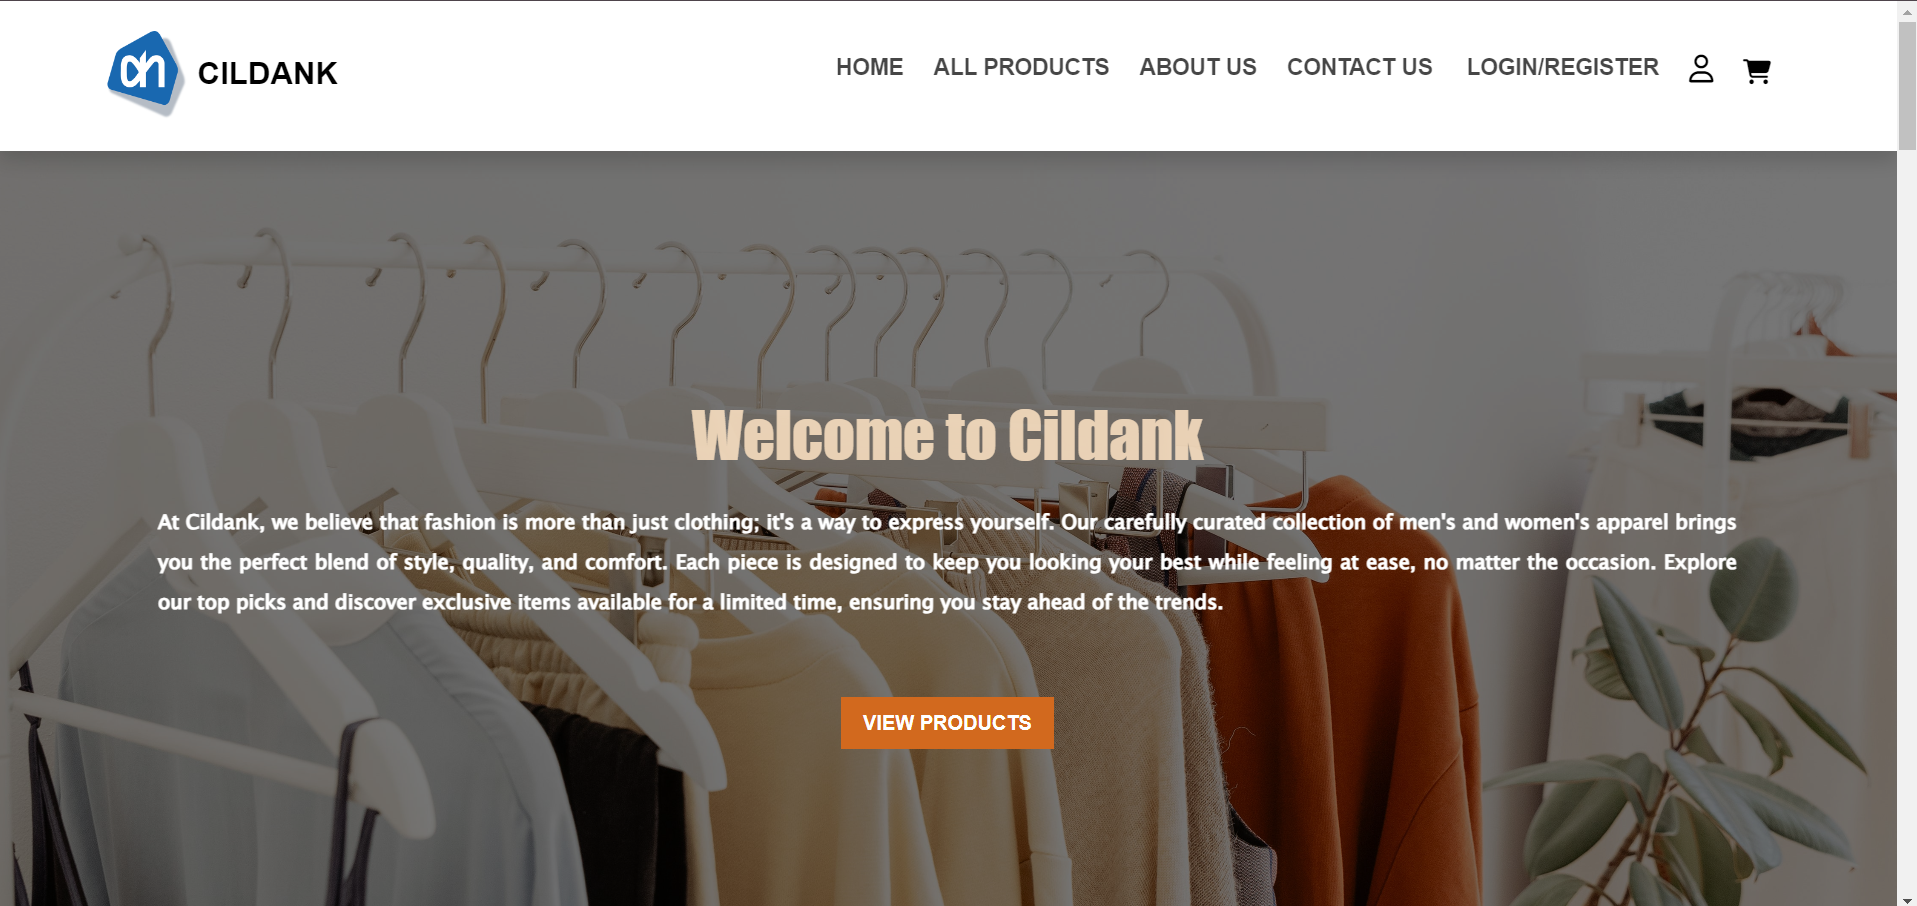 ah CILDANK
HOME ALL PRODUCTS ABOUT US CONTACT US LOGIN/REGISTER
Welcome to Cildank
At Cildank, we believe that fashion is more than just clothing; it's a way to express yourself. Our carefully curated collection of men's and women's apparel brings
you the perfect blend of style, quality, and comfort. Each piece is designed to keep you looking your best while feeling at ease, no matter the occasion. Explore
our top picks and discover exclusive items available for a limited time, ensuring you stay ahead of the trends.
VIEW PRODUCTS